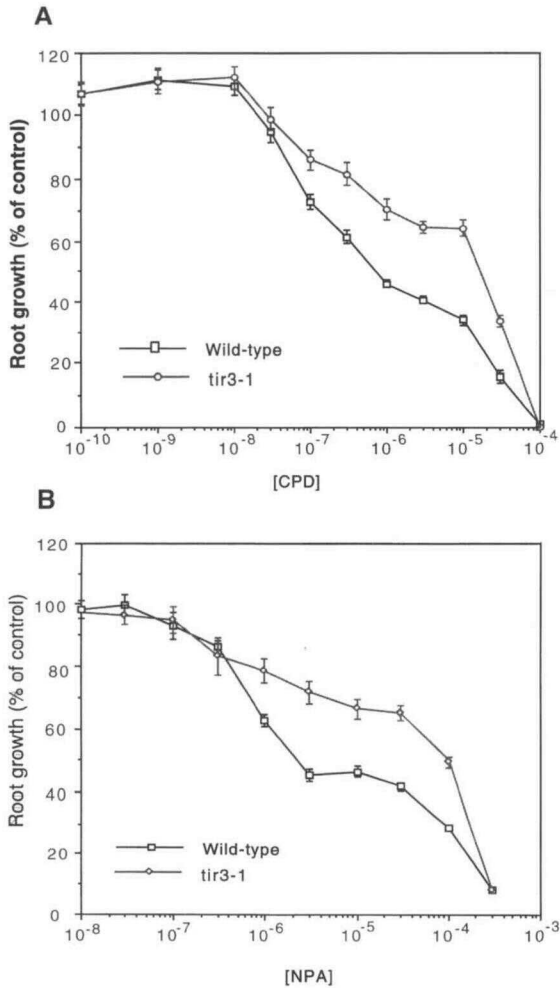 A
120
100
80
60
40
20
0
Root growth (% of control)
Wild-type
tir3-1
10-10 10-9 10-8 10-7 10-6 10-5 10-4
[CPD]
B
120
100
80
60
40
20
0
Root growth (% of control)
Wild-type
tir3-1
10-8 10-7 10-6 10-5 10-4 10-3
[NPA]